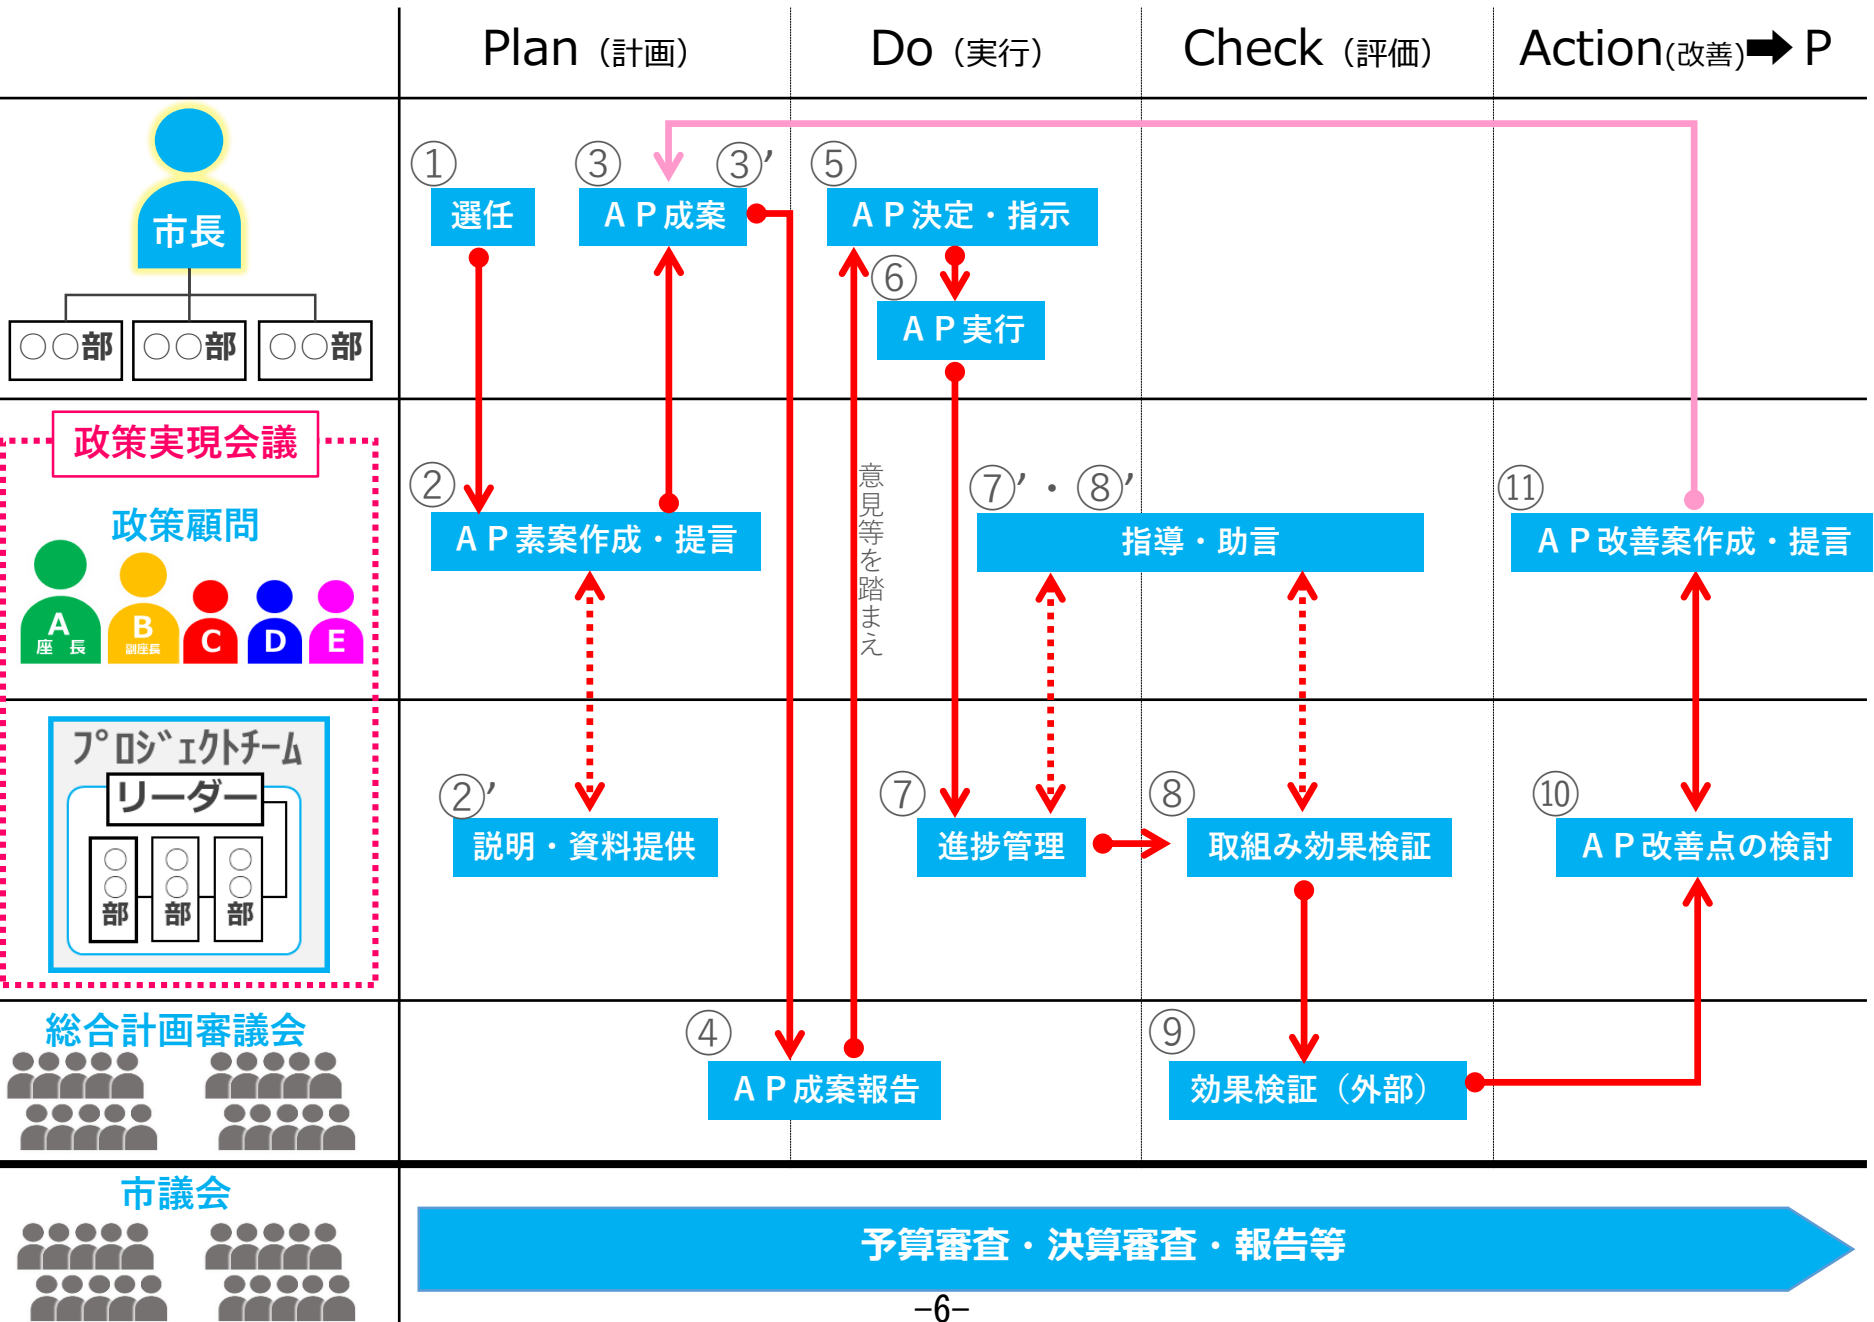 Plan（計画）
Do（実行）
Check（評価）
Action(改善)➡P
市長
○○部
○○部
○○部
①
選任
③
ＡＰ成案
③’
⑤
ＡＰ決定・指示
⑥
ＡＰ実行
政策実現会議
政策顧問
A
座 長
B
副座長
C
D
E
②
ＡＰ素案作成・提言
意見等を踏まえ
⑦’・⑧’
指導・助言
⑪
ＡＰ改善案作成・提言
ﾌﾟﾛｼﾞｪｸﾄﾁｰﾑ
リーダー
○○部
○○部
○○部
②’
説明・資料提供
⑦
進捗管理
⑧
取組み効果検証
⑩
ＡＰ改善点の検討
総合計画審議会
④
ＡＰ成案報告
⑨
効果検証（外部）
市議会
予算審査・決算審査・報告等
-6-